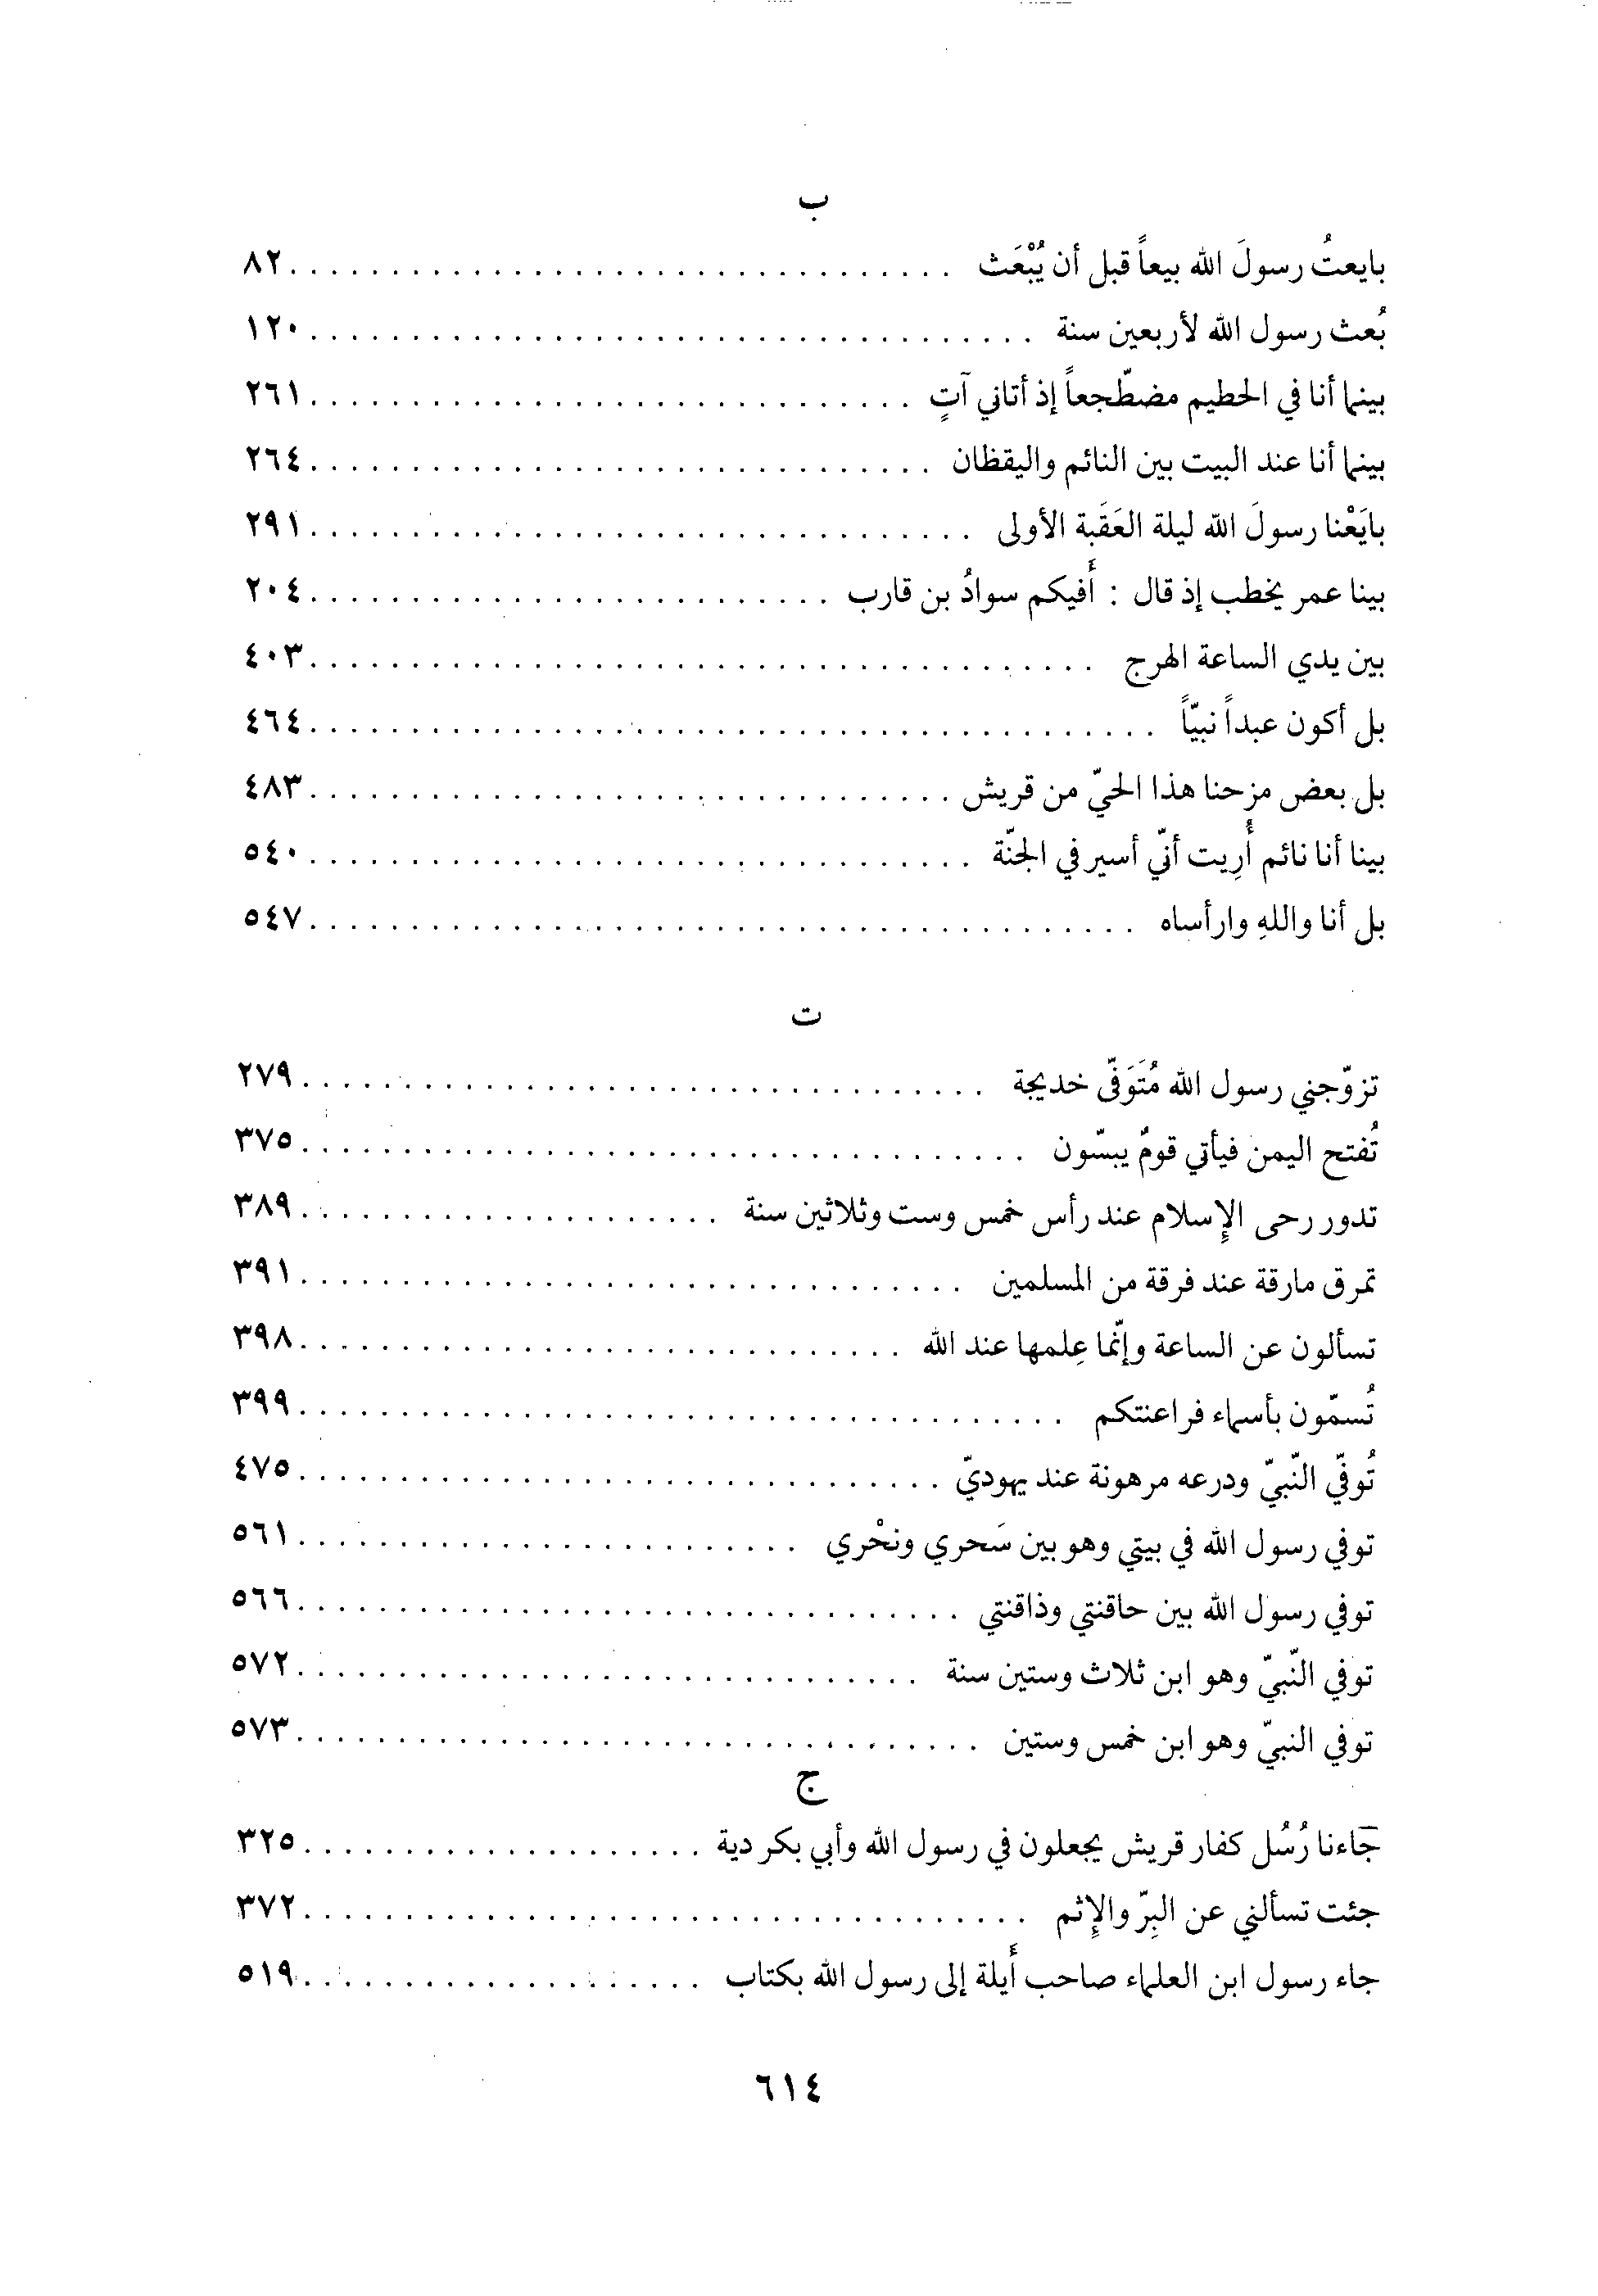 ب
بايعتُ رسولَ الله بيعاً قبل أن يُبْعَث . . . . . . . . . . ٨٢
بُعث رسول الله لأربعين سنة . . . . . . . . . . ١٢٠
بينما أنا في الحطيم مضطّجعاً إذ أتاني آتٍ . . . . . . . . . . ٢٦١
بينما أنا عند البيت بين النائم واليقظان . . . . . . . . . . ٢٦٤
بايَعْنا رسولَ الله ليلة العَقَبة الأولى . . . . . . . . . . ٢٩١
بينا عمر يخطب إذ قال : أَفيكم سوادُ بن قارب . . . . . . . . . . ٢٠٤
بين يدي الساعة الهرج . . . . . . . . . . ٤٠٣
بل أكون عبداً نبيّاً . . . . . . . . . . ٤٦٤
بل بعض مزحنا هذا الحيّ من قريش . . . . . . . . . . ٤٨٣
بينا أنا نائم أُرِيت أنّي أسير في الجنّة . . . . . . . . . . ٥٤٠
بل أنا واللهِ وارأساه . . . . . . . . . . ٥٤٧
ت
تزوّجني رسول الله مُتَوَفّى خديجة . . . . . . . . . . ٢٧٩
تُفتح اليمن فيأتي قومٌ يبسّون . . . . . . . . . . ٣٧٥
تدور رحى الإسلام عند رأس خمس وست وثلاثين سنة . . . . . . . . . . ٣٨٩
تمرق مارقة عند فرقة من المسلمين . . . . . . . . . . ٣٩١
تسألون عن الساعة وإنّما عِلمها عند الله . . . . . . . . . . ٣٩٨
تُسمّون بأسماء فراعنتكم . . . . . . . . . . ٣٩٩
تُوفّي النّبيّ ودرعه مرهونة عند يهوديّ . . . . . . . . . . ٤٧٥
توفي رسول الله في بيتي وهو بين سَحري ونحْري . . . . . . . . . . ٥٦١
توفي رسول الله بين حاقنتي وذاقنتي . . . . . . . . . . ٥٦٦
توفي النّبيّ وهو ابن ثلاث وستين سنة . . . . . . . . . . ٥٧٢
توفي النبيّ وهو ابن خمس وستين . . . . . . . . . . ٥٧٣
ج
جَاءنا رُسُل كفار قريش يجعلون في رسول الله وأبي بكر دية . . . . . . . . . . ٣٢٥
جئت تسألني عن البِرّ والإِثم . . . . . . . . . . ٣٧٢
جاء رسول ابن العلماء صاحب أَيلة إلى رسول الله بكتاب . . . . . . . . . . ٥١٩
٦١٤